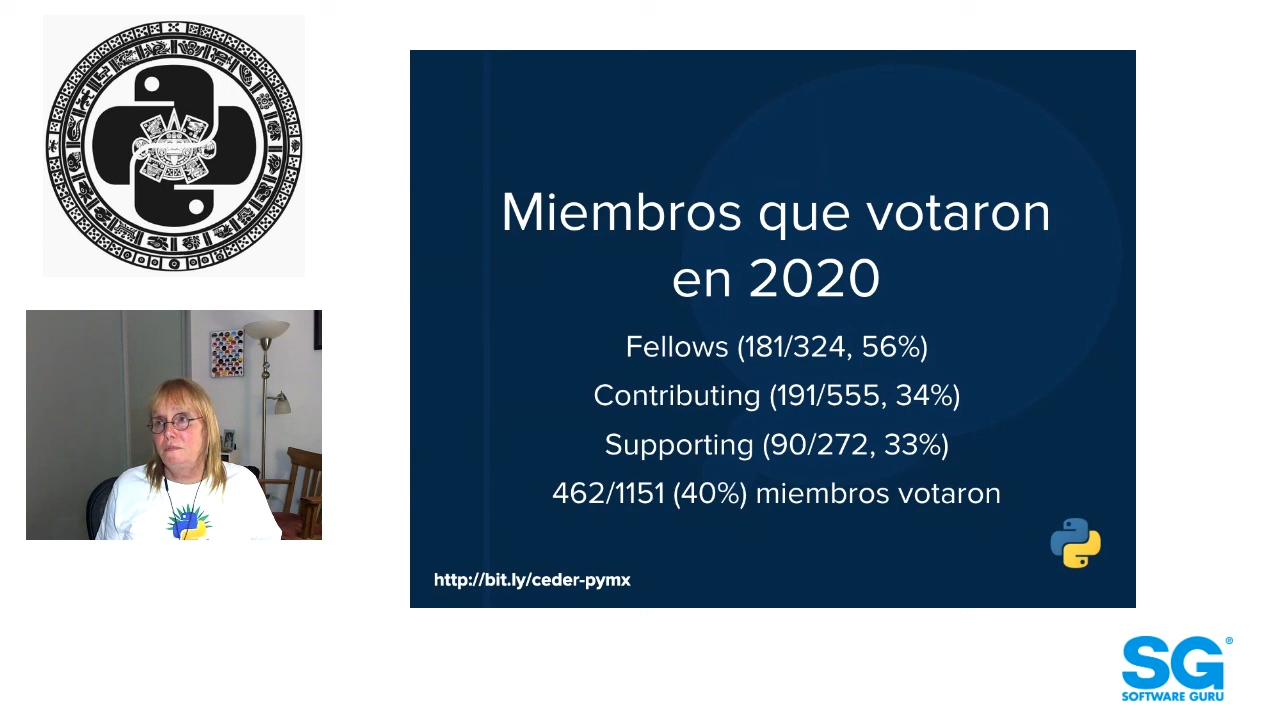 Miembros que votaron
en 2020
Fellows (181/324, 56%)
Contributing (191/555, 34%)
Supporting (90/272, 33%)
462/1151 (40%) miembros votaron
http://bit.ly/ceder-pymx
SG®
SOFTWARE GURU